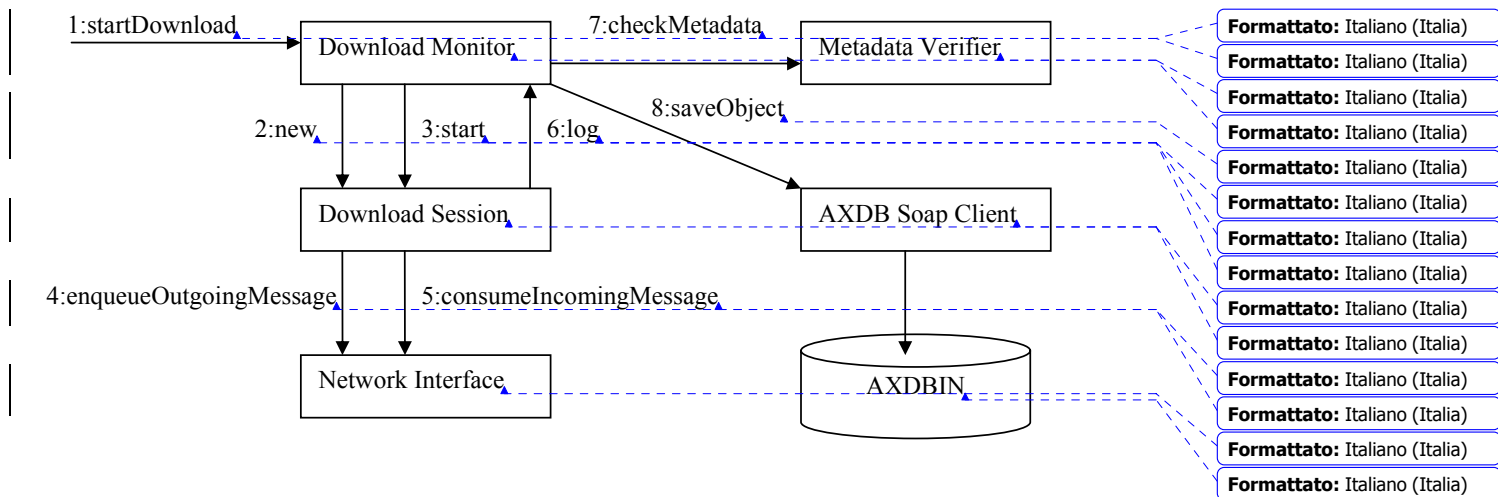 1:startDownload
7:checkMetadata
Download Monitor
Metadata Verifier
8:saveObject
2:new
3:start
6:log
Download Session
AXDB Soap Client
4:enqueueOutgoingMessage
5:consumeIncomingMessage
Network Interface
AXDBIN
Formattato: Italiano (Italia)
Formattato: Italiano (Italia)
Formattato: Italiano (Italia)
Formattato: Italiano (Italia)
Formattato: Italiano (Italia)
Formattato: Italiano (Italia)
Formattato: Italiano (Italia)
Formattato: Italiano (Italia)
Formattato: Italiano (Italia)
Formattato: Italiano (Italia)
Formattato: Italiano (Italia)
Formattato: Italiano (Italia)
Formattato: Italiano (Italia)
Formattato: Italiano (Italia)